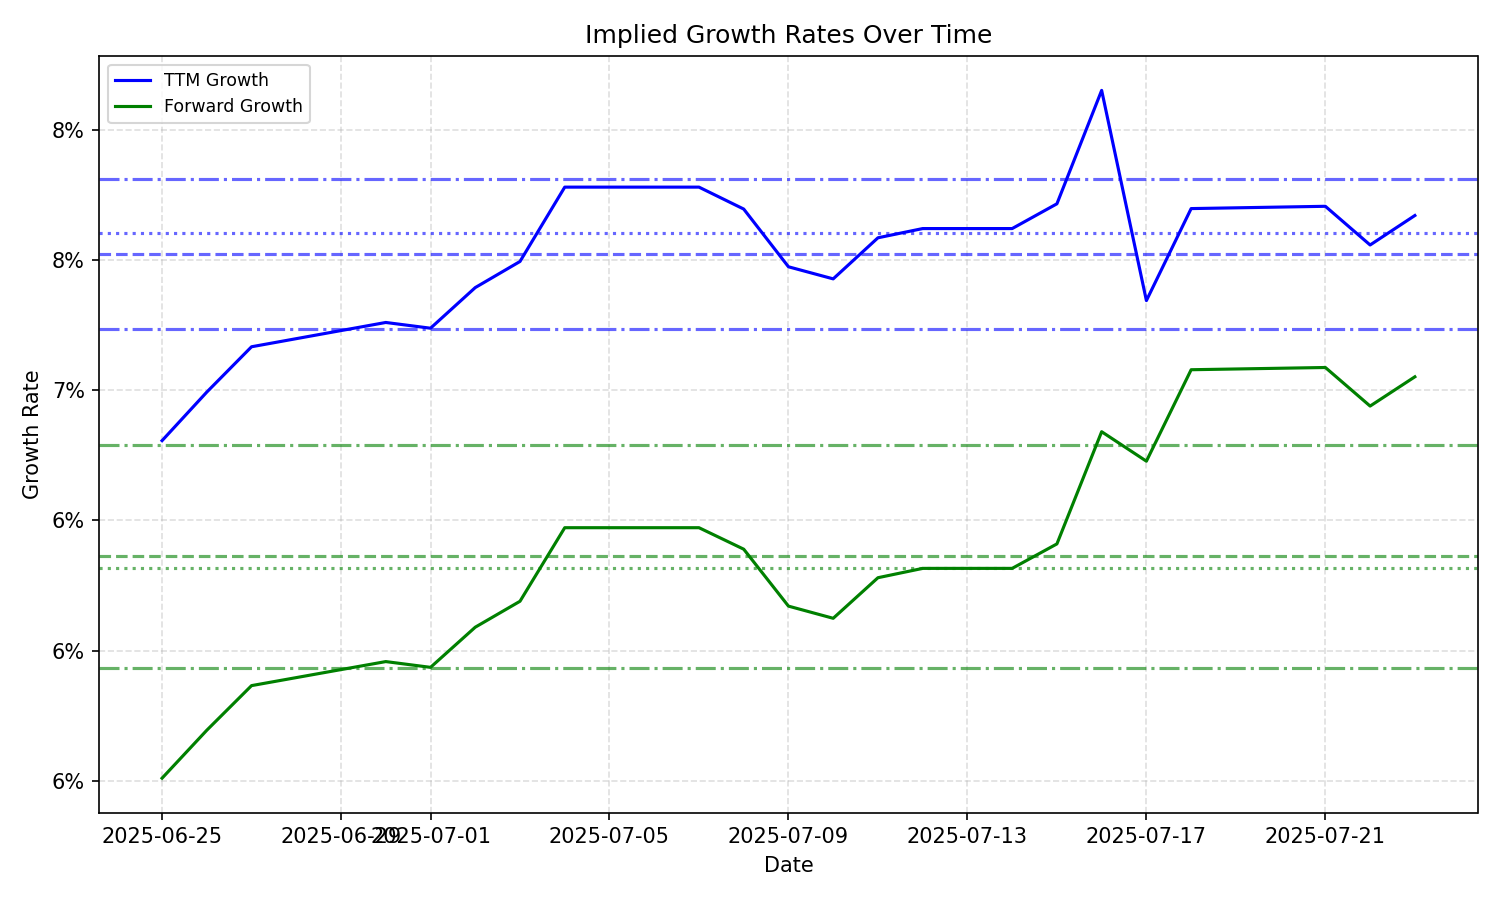 Implied Growth Rates Over Time
TTM Growth
Forward Growth
8%
8%
7%
6%
6%
6%
Growth Rate
2025-06-25
2025-06-29
2025-07-01
2025-07-05
2025-07-09
2025-07-13
2025-07-17
2025-07-21
Date